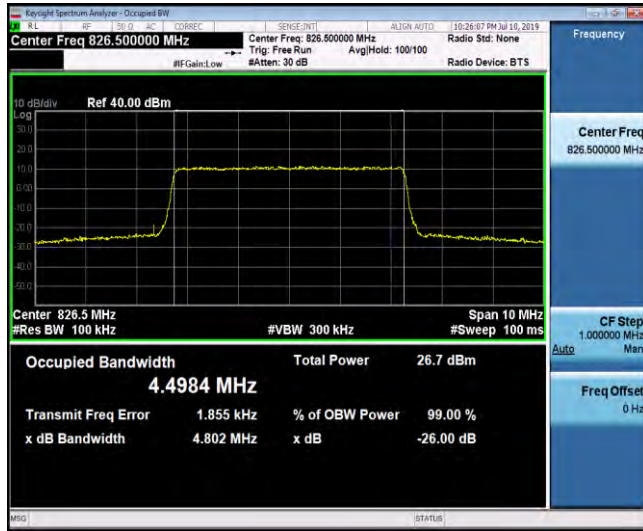 Keysight Spectrum Analyzer - Occupied BW
RL RF 50 Ω AC CORREC SENSE:INT ALIGN AUTO 10:26:07 PM Jul 10, 2019
Center Freq 826.500000 MHz
Center Freq: 826.500000 MHz
Radio Std: None
Trig: Free Run Avg|Hold: 100/100
#IFGain:Low
#Atten: 30 dB
Radio Device: BTS
Frequency
10 dB/div Ref 40.00 dBm
Log
30.0
20.0
10.0
0.00
-10.0
-20.0
-30.0
-40.0
-50.0
Center Freq
826.500000 MHz
Center 826.5 MHz
Span 10 MHz
#Res BW 100 kHz
#VBW 300 kHz
#Sweep 100 ms
CF Step
1.000000 MHz
Auto Man
Occupied Bandwidth
4.4984 MHz
Total Power 26.7 dBm
Transmit Freq Error 1.855 kHz
% of OBW Power 99.00 %
x dB Bandwidth 4.802 MHz
x dB -26.00 dB
Freq Offset
0 Hz
MSG
STATUS